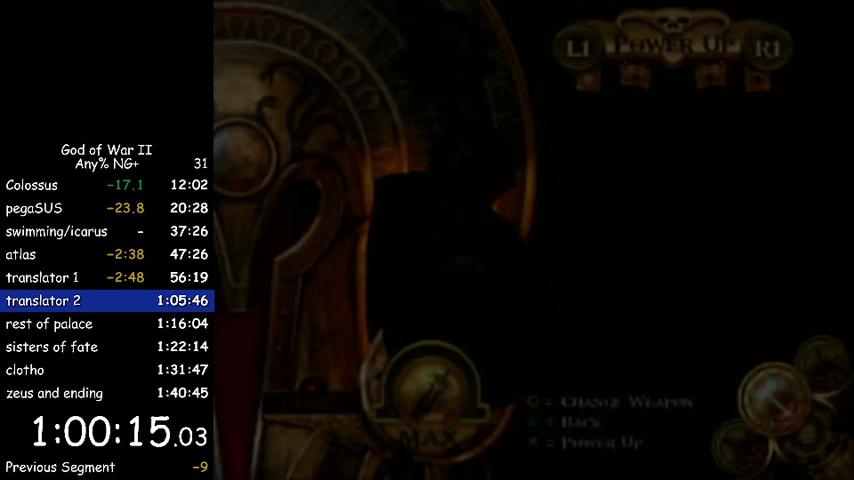 God of War II
Any% NG+ 31
Colossus -17.1 12:02
pegaSUS -23.8 20:28
swimming/icarus - 37:26
atlas -2:38 47:26
translator 1 -2:48 56:19
translator 2 1:05:46
rest of palace 1:16:04
sisters of fate 1:22:14
clotho 1:31:47
zeus and ending 1:40:45
1:00:15.03
Previous Segment -9
L1 POWER UP R1
MAX
= CHANGE WEAPON
= BACK
= POWER UP